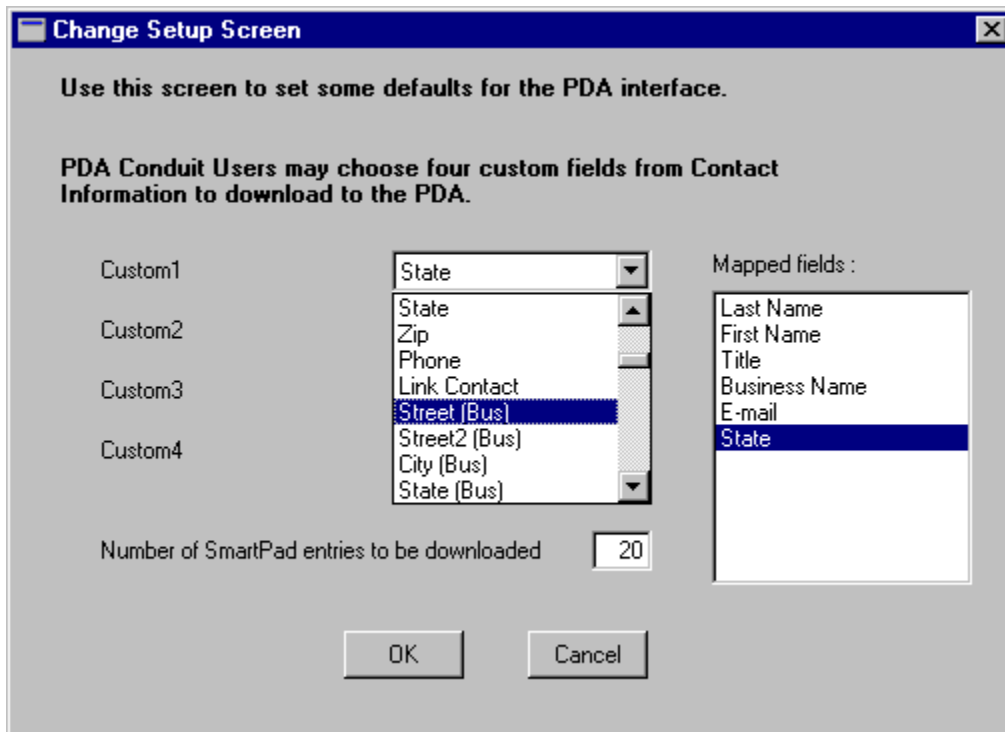 Change Setup Screen
Use this screen to set some defaults for the PDA interface.
PDA Conduit Users may choose four custom fields from Contact
Information to download to the PDA.
Custom1
State
State
Zip
Phone
Link Contact
Street (Bus)
Street2 (Bus)
City (Bus)
State (Bus)
Custom2
Custom3
Custom4
Mapped fields :
Last Name
First Name
Title
Business Name
E-mail
State
Number of SmartPad entries to be downloaded 20
OK
Cancel